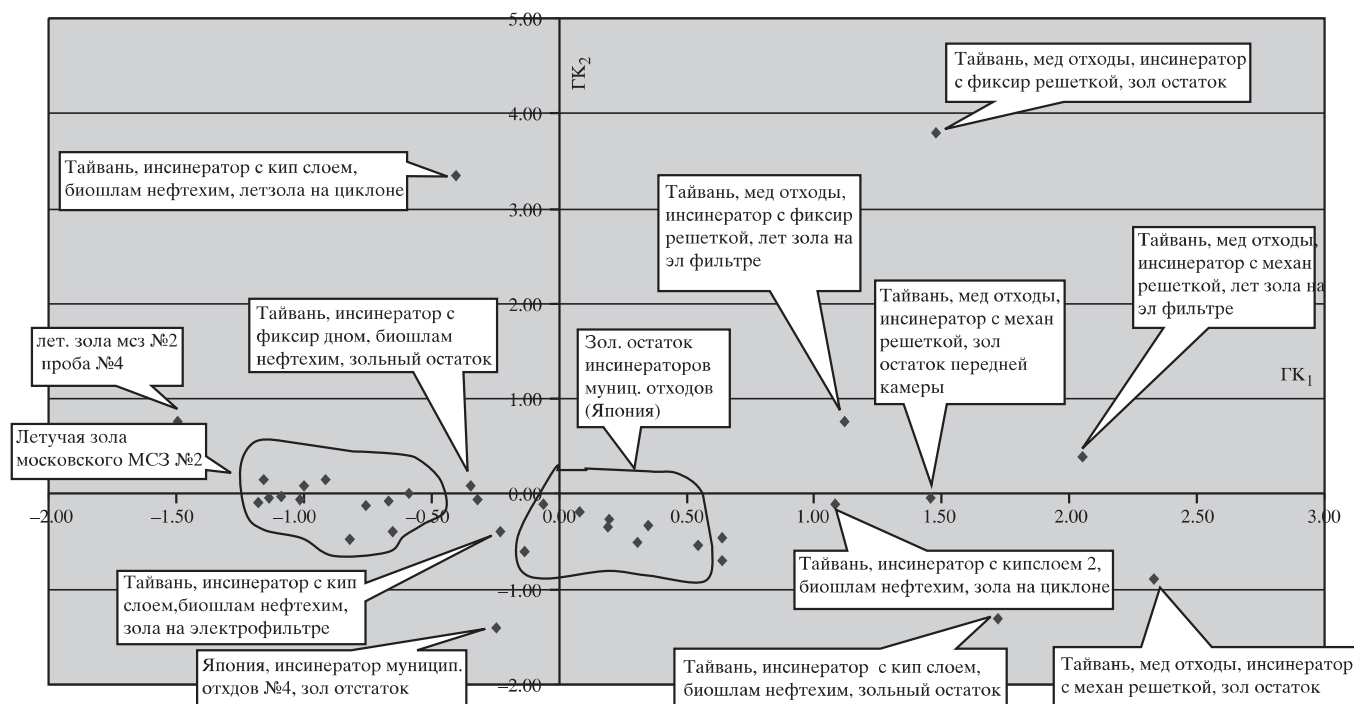 5.00
ГК2
Тайвань, мед отходы, инсинератор
с фиксир решеткой, зол остаток
4.00
Тайвань, инсинератор с кип слоем,
биошлам нефтехим, летзола на циклоне
3.00
Тайвань, мед отходы,
инсинератор с фиксир
решеткой, лет зола на
эл фильтре
Тайвань, мед отходы,
инсинератор с механ
решеткой, лет зола на
эл фильтре
2.00
Тайвань, инсинератор с
фиксир дном, биошлам
нефтехим, зольный остаток
Тайвань, мед отходы,
инсинератор с механ
решеткой, зол
остаток передней
камеры
лет. зола мсз №2
проба №4
Зол. остаток
инсинераторов
муниц. отходов
(Япония)
ГК1
1.00
Летучая зола
московского МСЗ №2
0.00
–2.00 –1.50 –1.00 –0.50 0.00 0.50 1.00 1.50 2.00 2.50 3.00
Тайвань, инсинератор с кипслоем 2,
биошлам нефтехим, зола на циклоне
Тайвань, инсинератор с кип
слоем,биошлам нефтехим,
зола на электрофильтре
–1.00
Япония, инсинератор муницип.
отхдов №4, зол отстаток
Тайвань, инсинератор с кип слоем,
биошлам нефтехим, зольный остаток
Тайвань, мед отходы, инсинератор
с механ решеткой, зол остаток
–2.00